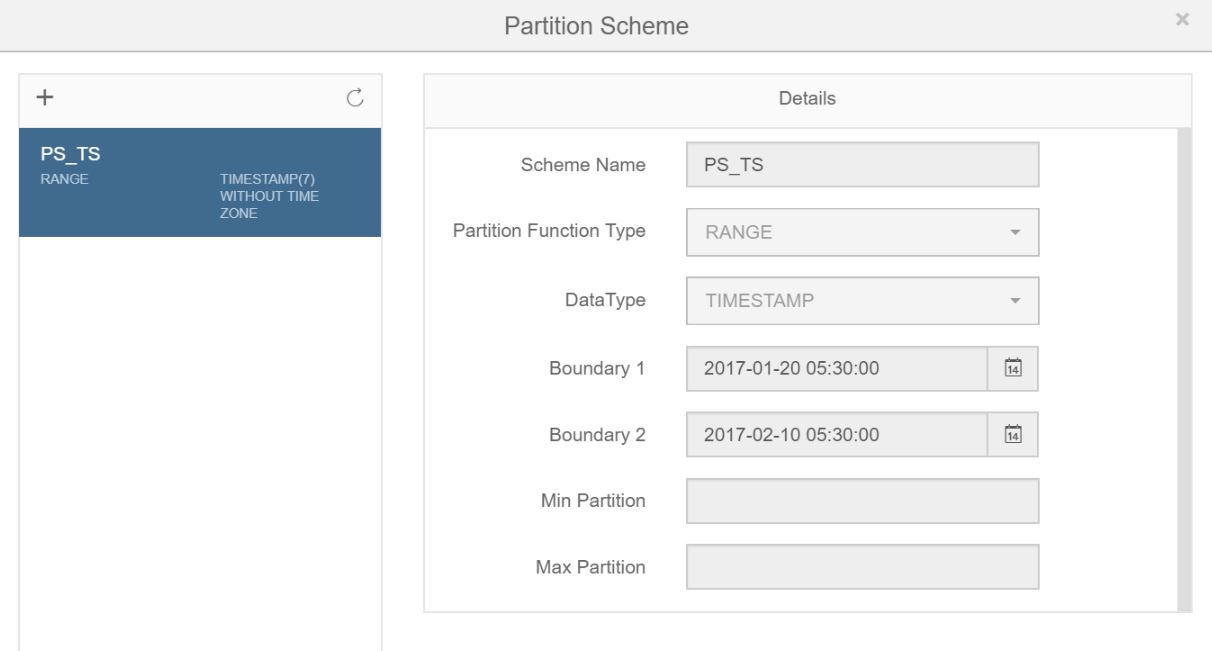 Partition Scheme
×
+
PS_TS
RANGE
TIMESTAMP(7)
WITHOUT TIME
ZONE
Details
Scheme Name
PS_TS
Partition Function Type
RANGE
DataType
TIMESTAMP
Boundary 1
2017-01-20 05:30:00
14
Boundary 2
2017-02-10 05:30:00
14
Min Partition
Max Partition